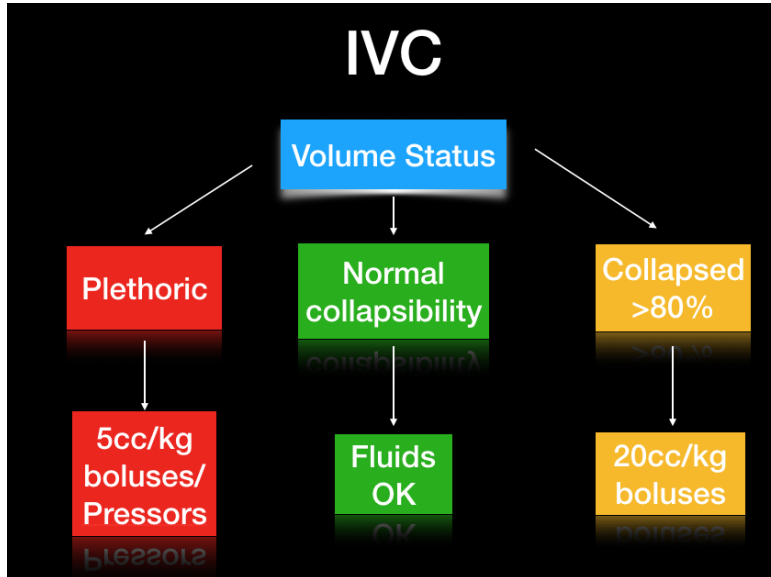 IVC
Volume Status
Plethoric
Normal
collapsibility
Collapsed
>80%
5cc/kg
boluses/
Pressors
Fluids
OK
20cc/kg
boluses